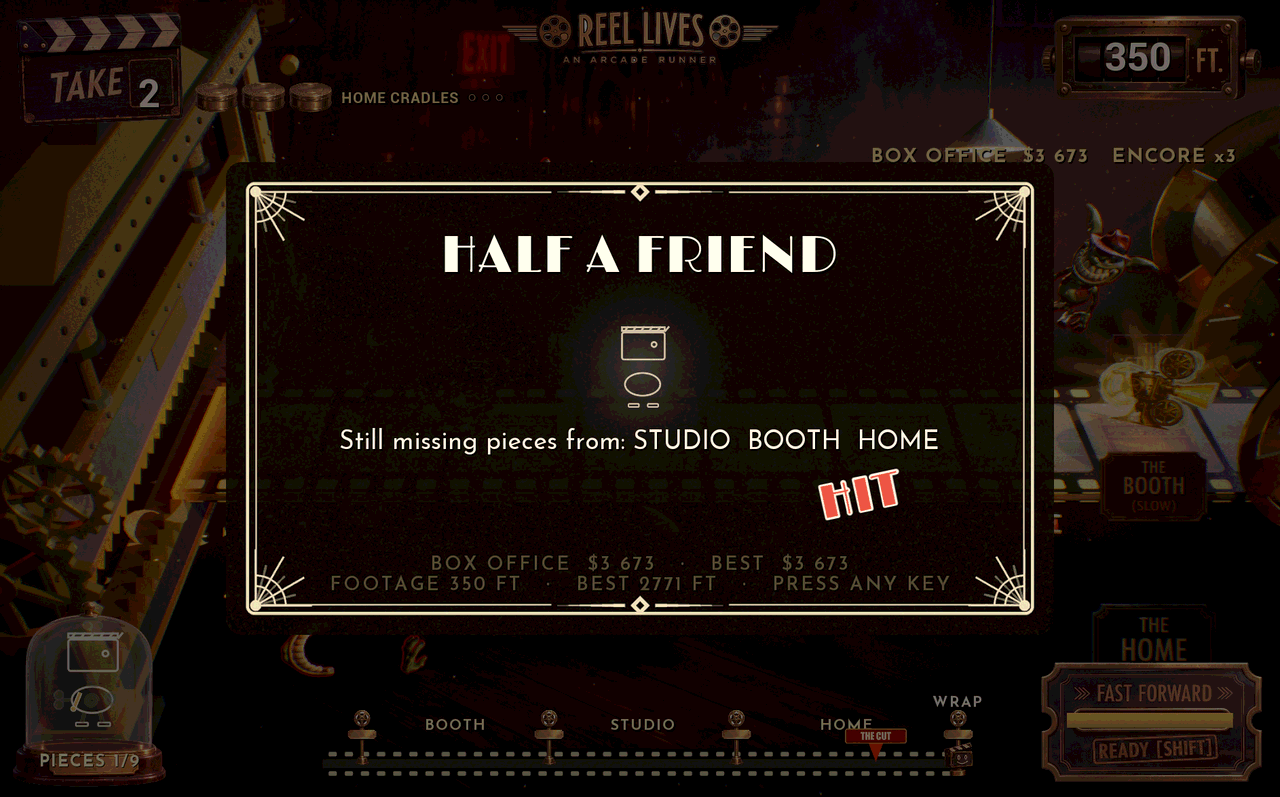 TAKE 2
EXIT
REEL LIVES
AN ARCADE RUNNER
350 FT.
HOME CRADLES
BOX OFFICE $3 673 ENCORE x3
HALF A FRIEND
Still missing pieces from: STUDIO BOOTH HOME
HIT
BOX OFFICE $3 673 · BEST $3 673
FOOTAGE 350 FT · BEST 2771 FT · PRESS ANY KEY
THE
BOOTH
(SLOW)
THE
HOME
FAST FORWARD
READY [SHIFT]
PIECES 1/9
BOOTH
STUDIO
HOME
WRAP
THE CUT